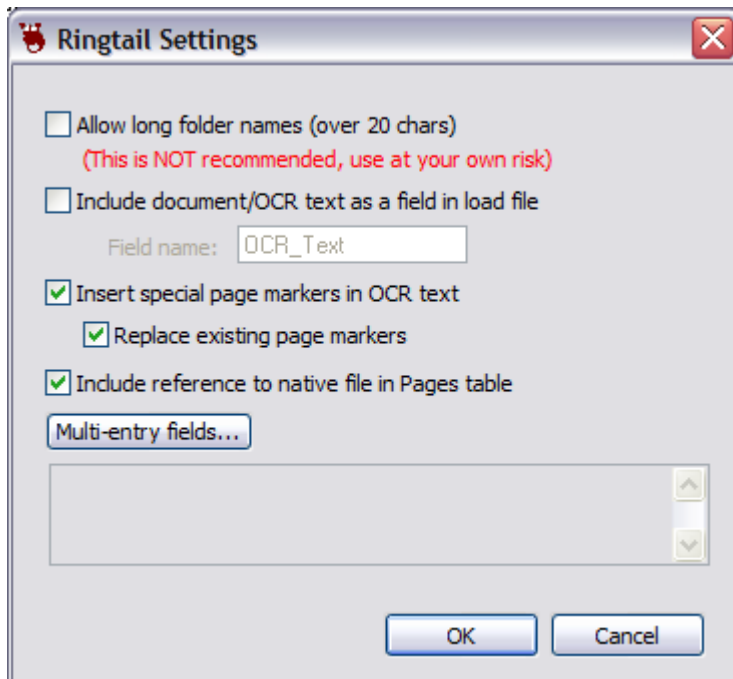 Ringtail Settings
Allow long folder names (over 20 chars)
(This is NOT recommended, use at your own risk)
Include document/OCR text as a field in load file
Field name: OCR_Text
Insert special page markers in OCR text
Replace existing page markers
Include reference to native file in Pages table
Multi-entry fields...
OK Cancel